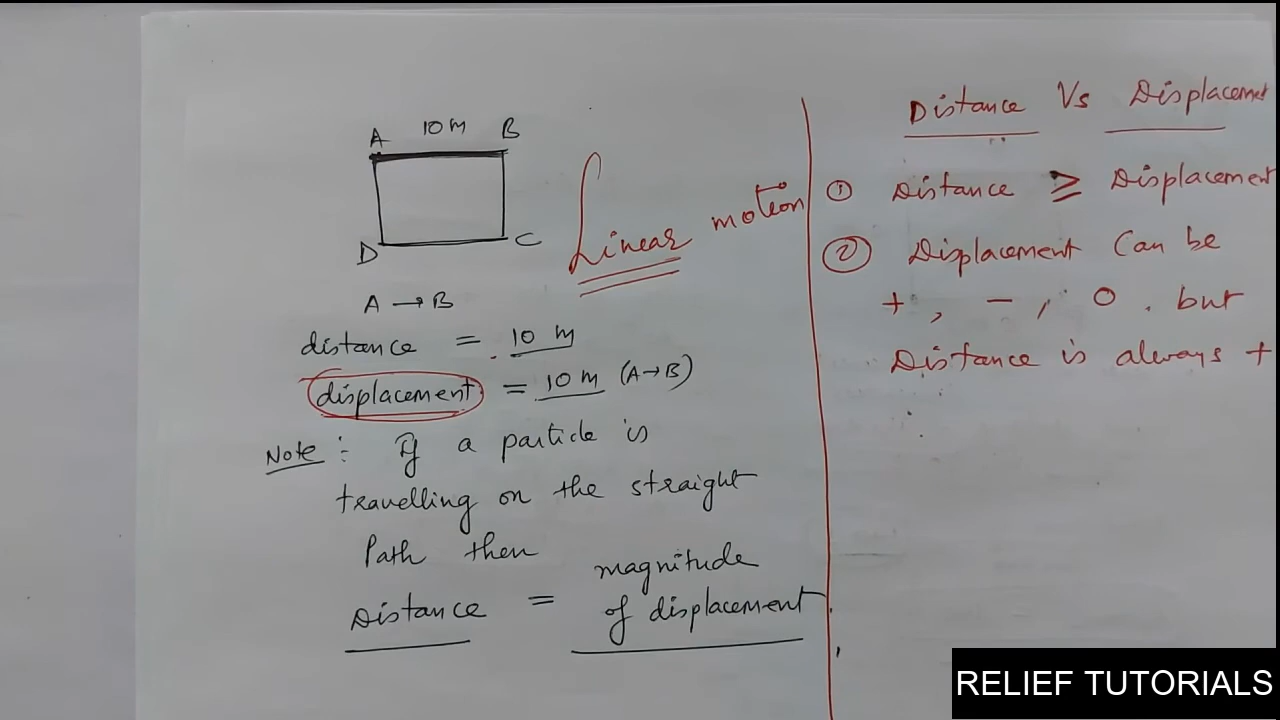 A 10 M B
D C
A → B
distance = 10 m
displacement = 10 m (A→B)
Note :- If a particle is
travelling on the straight
Path then
Distance = magnitude
of displacement
Linear motion
Distance Vs Displacement
① Distance ≥ Displacement
② Displacement Can be
+, -, 0. but
Distance is always +
RELIEF TUTORIALS